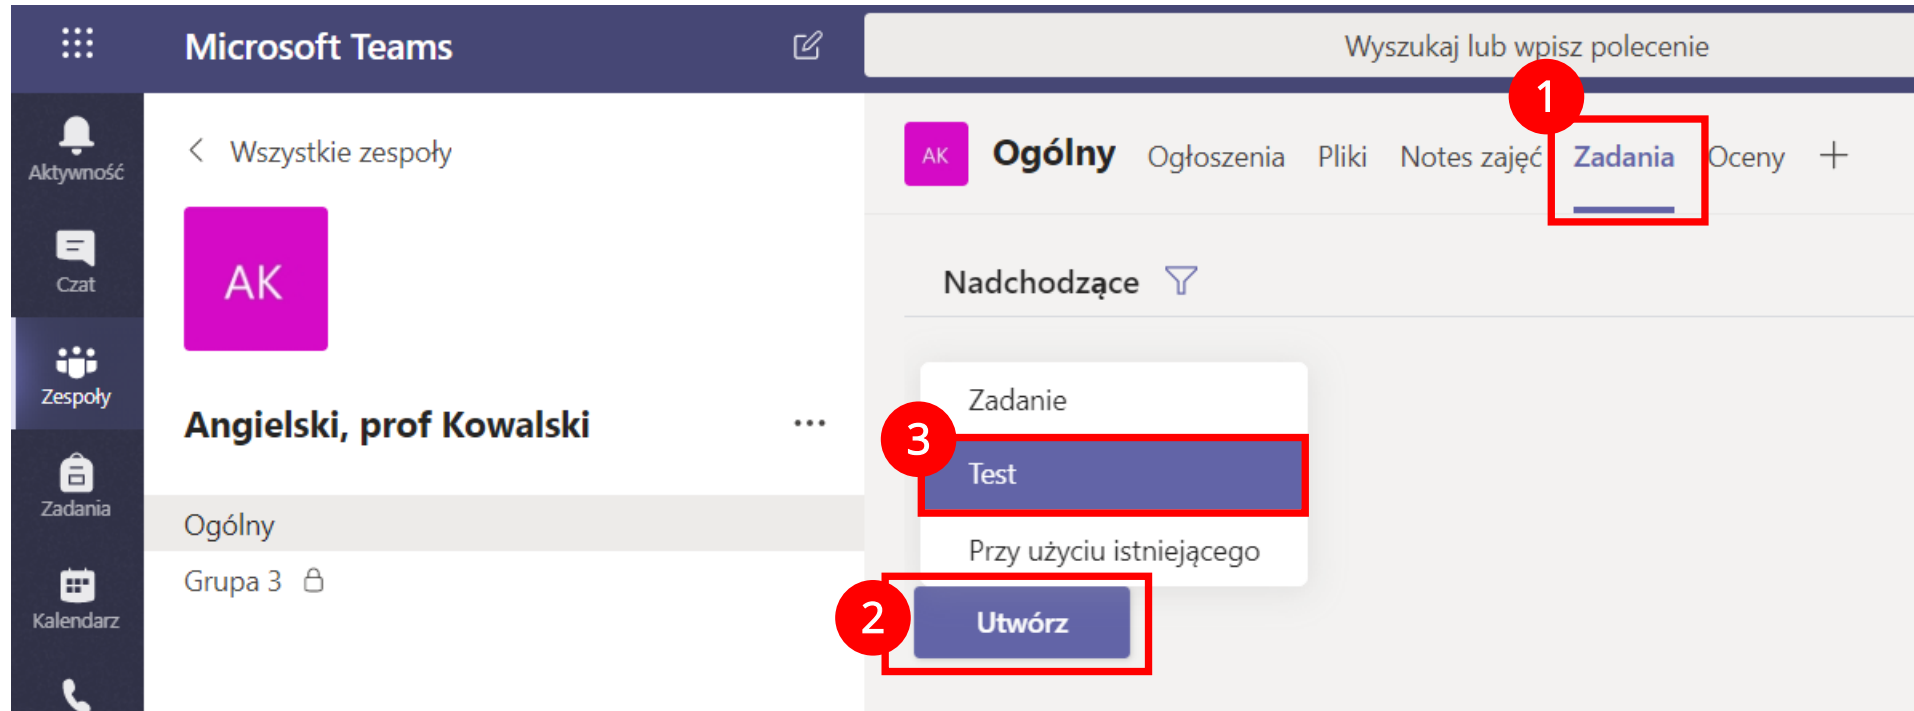 Microsoft Teams
Wyszukaj lub wpisz polecenie
1
Aktywność
Wszystkie zespoły
AK
Ogólny Ogłoszenia Pliki Notes zajęć Zadania Oceny
Czat
AK
Nadchodzące
Zespoły
Angielski, prof Kowalski
Zadanie
3
Test
Zadania
Ogólny
Przy użyciu istniejącego
Grupa 3
Kalendarz
2
Utwórz